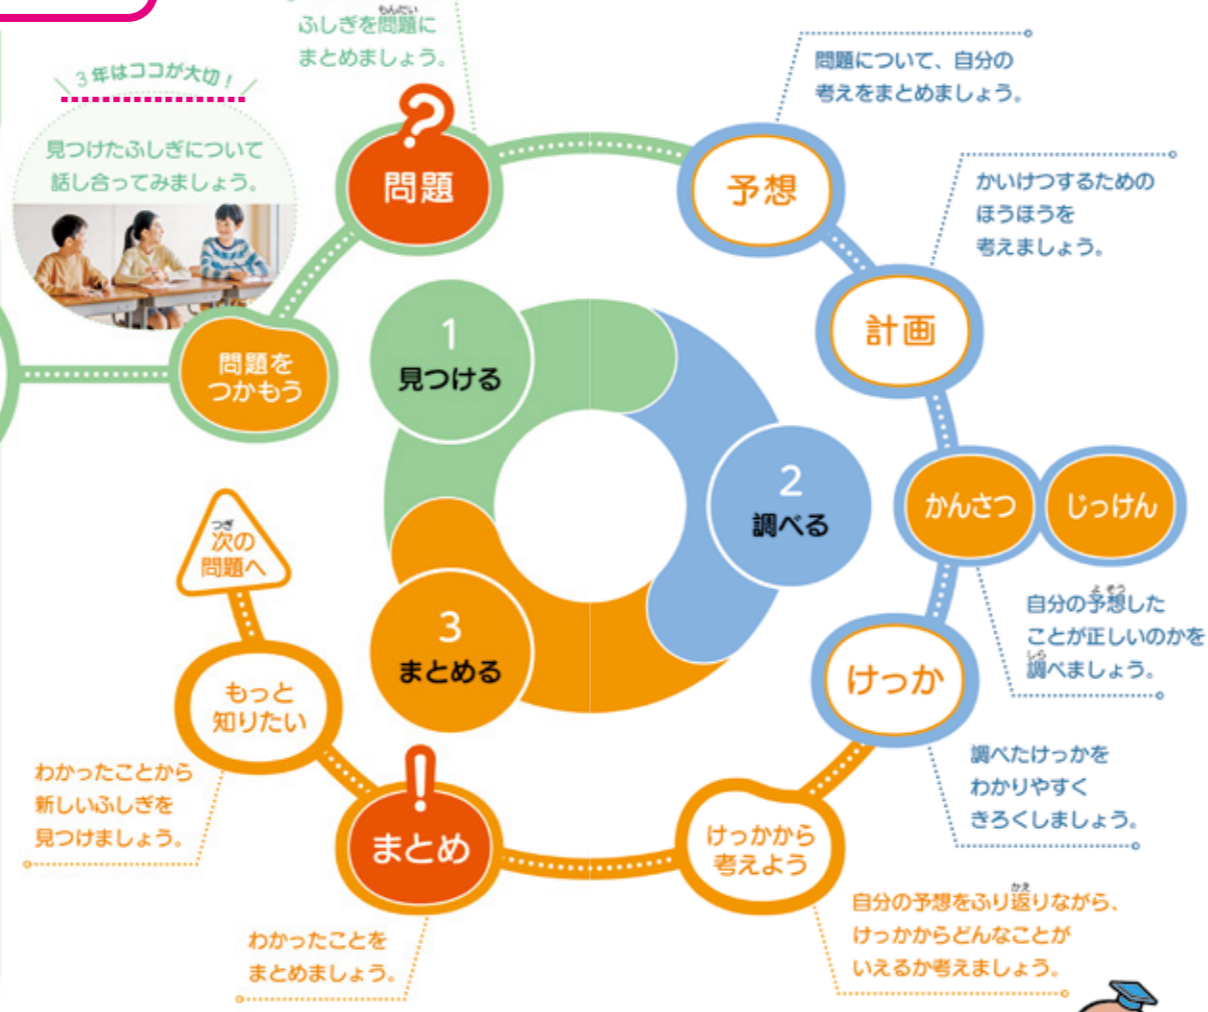 ふしぎを問題に
まとめましょう。
3年はココが大切!
見つけたふしぎについて
話し合ってみましょう。
問題を
つかもう
?
問題
予想
問題について、自分の
考えをまとめましょう。
計画
かいけつするための
ほうほうを
考えましょう。
かんさつ
じっけん
自分の予想した
ことが正しいのかを
調べましょう。
けっか
調べたけっかを
わかりやすく
きろくしましょう。
けっかから
考えよう
自分の予想をふり返りながら、
けっかからどんなことが
いえるか考えましょう。
!
まとめ
わかったことを
まとめましょう。
もっと
知りたい
わかったことから
新しいふしぎを
見つけましょう。
次の
問題へ
1
見つける
2
調べる
3
まとめる